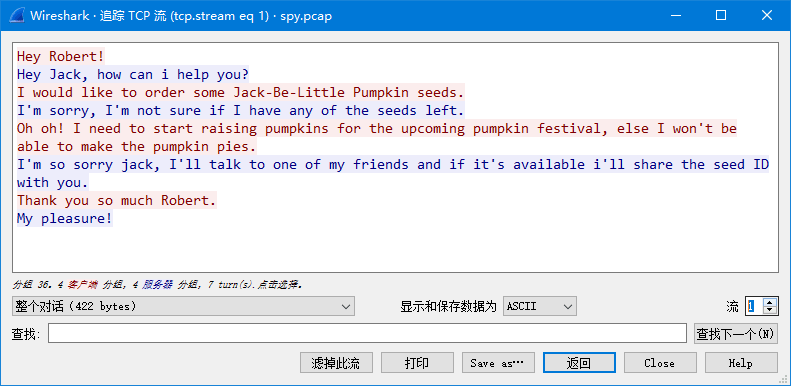 Wireshark · 追踪 TCP 流 (tcp.stream eq 1) · spy.pcap
Hey Robert!
Hey Jack, how can i help you?
I would like to order some Jack-Be-Little Pumpkin seeds.
I'm sorry, I'm not sure if I have any of the seeds left.
Oh oh! I need to start raising pumpkins for the upcoming pumpkin festival, else I won't be
able to make the pumpkin pies.
I'm so sorry jack, I'll talk to one of my friends and if it's available i'll share the seed ID
with you.
Thank you so much Robert.
My pleasure!
分组 36。4 客户端 分组, 4 服务器 分组, 7 turn(s).点击选择。
整个对话 (422 bytes) 显示和保存数据为 ASCII 流 1
查找: 查找下一个(N)
滤掉此流 打印 Save as… 返回 Close Help